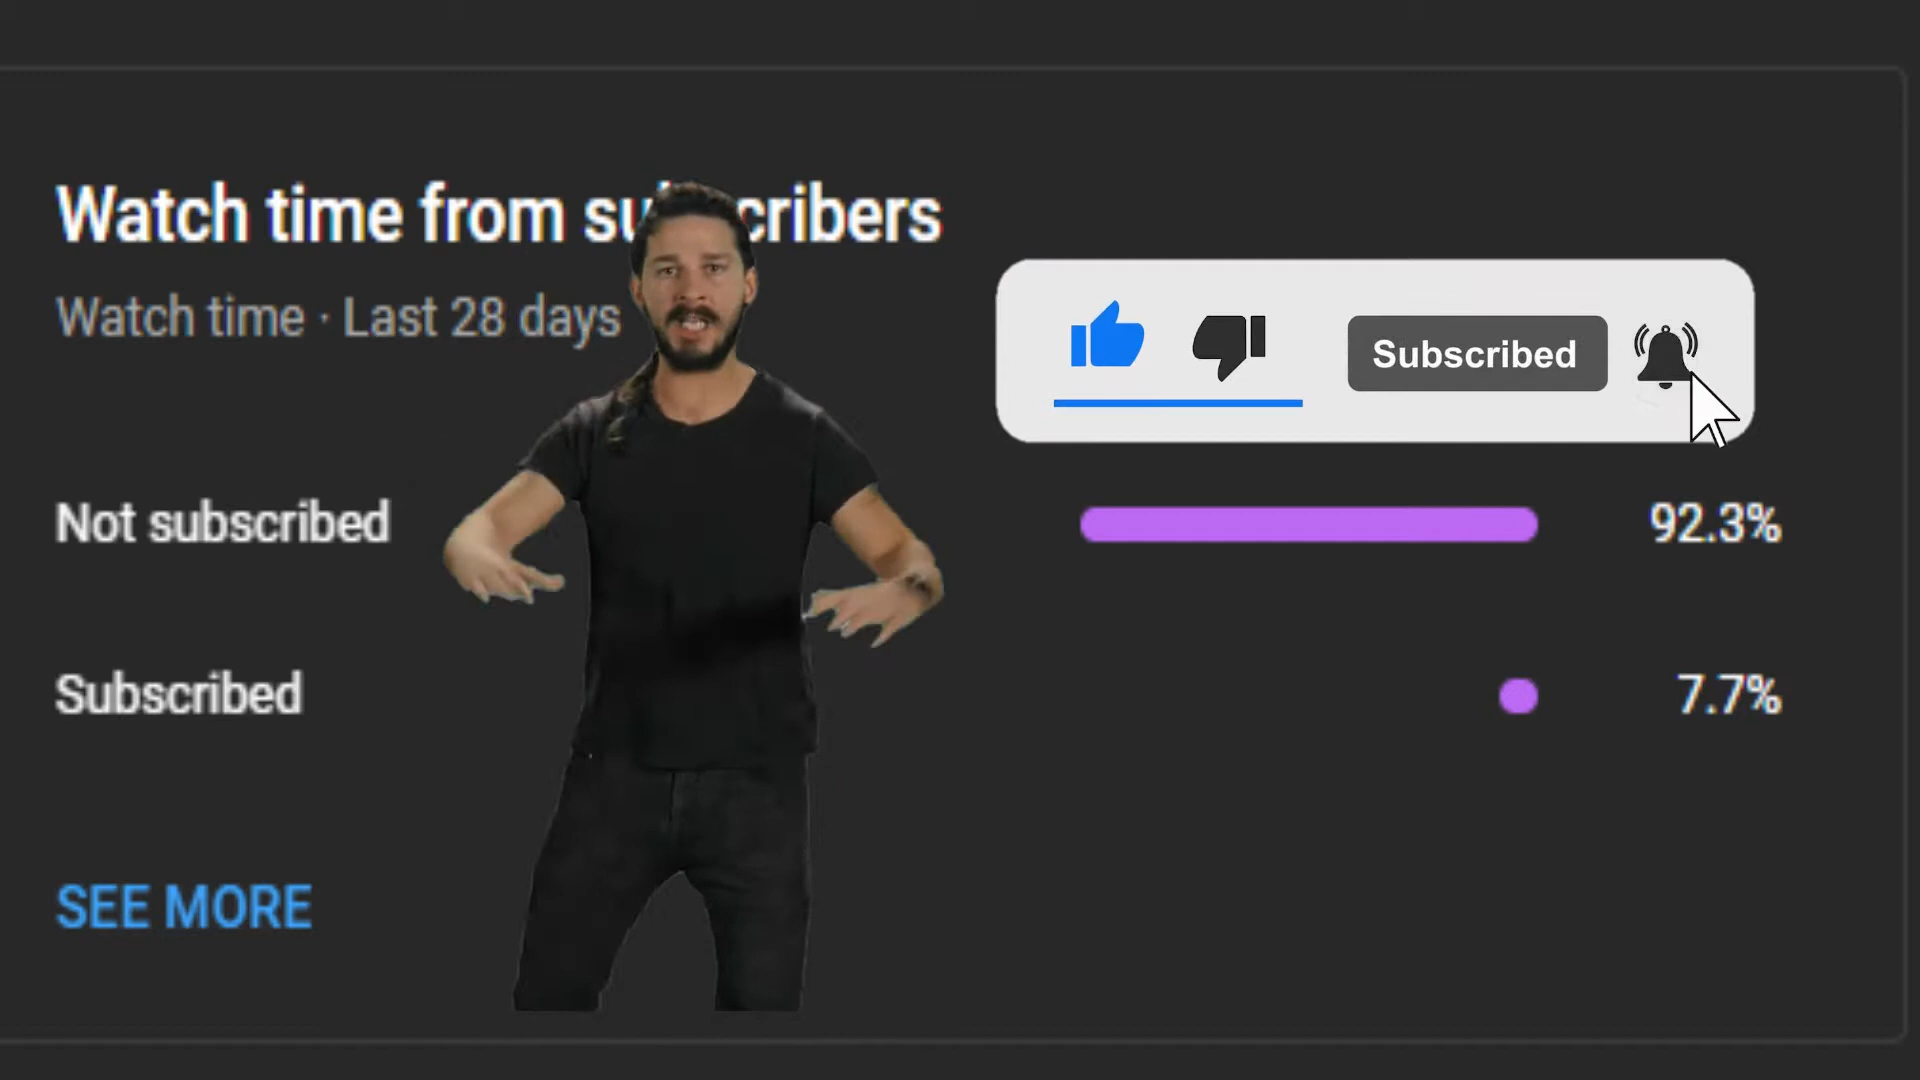 Watch time from su cribers
Watch time · Last 28 days
Subscribed
Not subscribed 92.3%
Subscribed 7.7%
SEE MORE